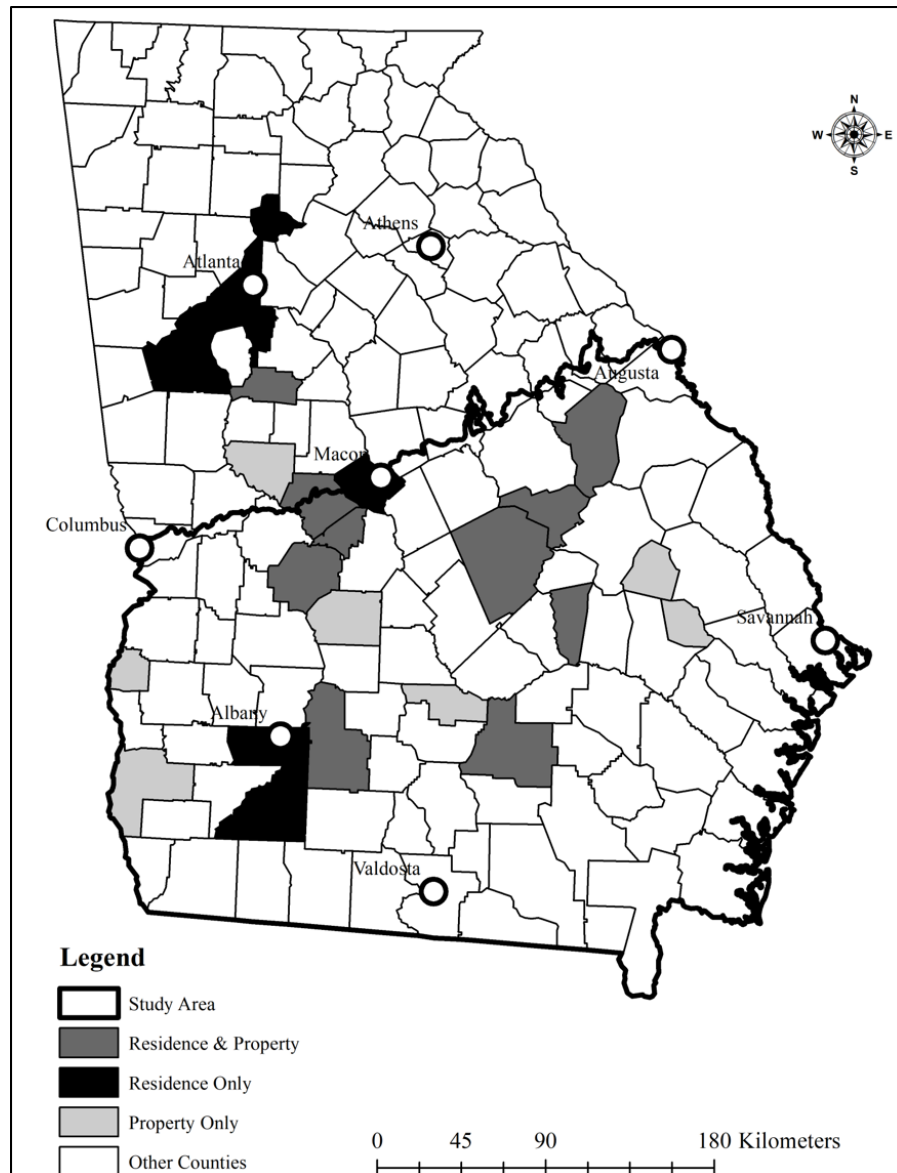 N
W E
S
Athens
Atlanta
Augusta
Macon
Columbus
Savannah
Albany
Valdosta
Legend
Study Area
Residence & Property
Residence Only
Property Only
Other Counties
0 45 90 180 Kilometers